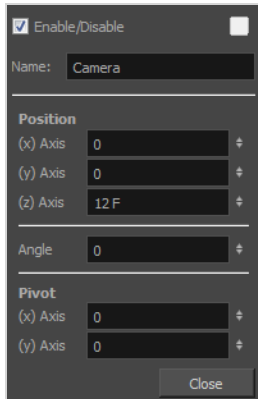 Enable/Disable
Name: Camera
Position
(x) Axis 0
(y) Axis 0
(z) Axis 12 F
Angle 0
Pivot
(x) Axis 0
(y) Axis 0
Close